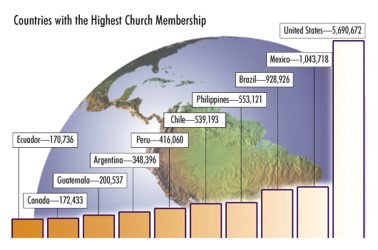 Countries with the Highest Church Membership
United States—5,690,672
Mexico—1,043,718
Brazil—928,926
Philippines—553,121
Chile—539,193
Peru—416,060
Ecuador—170,736
Argentina—348,396
Guatemala—200,537
Canada—172,433